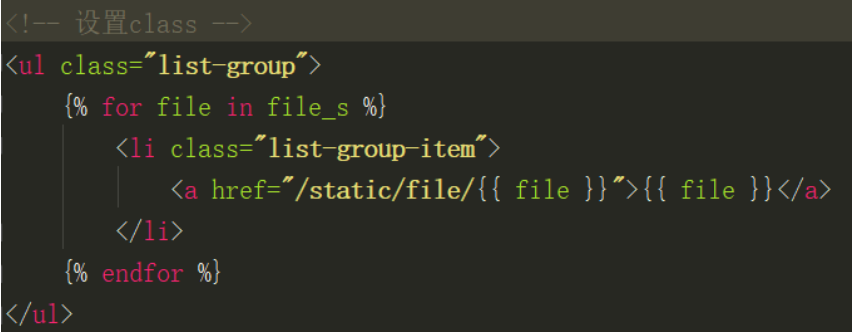 <!-- 设置class -->
<ul class="list-group">
    {% for file in file_s %}
        <li class="list-group-item">
            <a href="/static/file/{{ file }}">{{ file }}</a>
        </li>
    {% endfor %}
</ul>